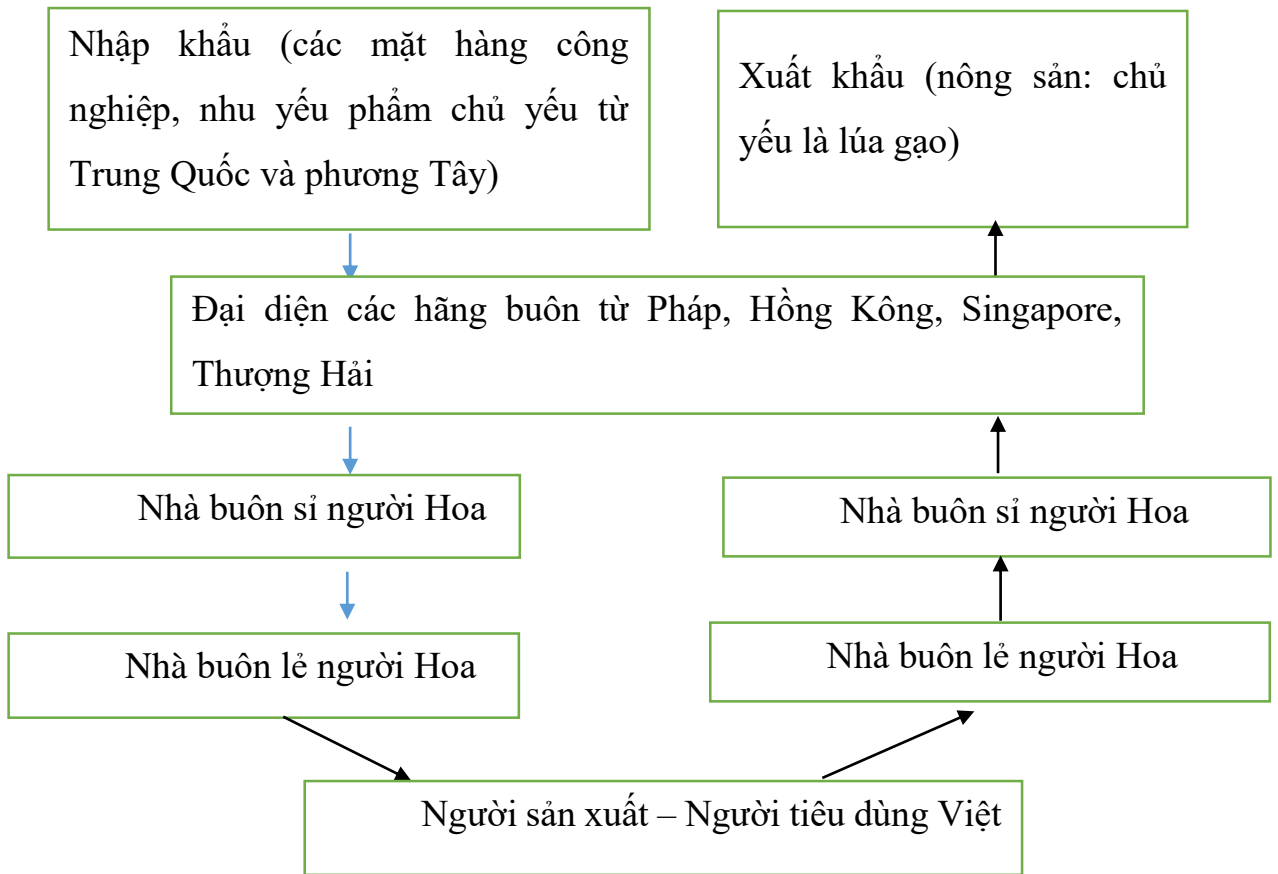 Nhập khẩu (các mặt hàng công
nghiệp, nhu yếu phẩm chủ yếu từ
Trung Quốc và phương Tây)
Xuất khẩu (nông sản: chủ
yếu là lúa gạo)
Đại diện các hãng buôn từ Pháp, Hồng Kông, Singapore,
Thượng Hải
Nhà buôn sỉ người Hoa
Nhà buôn sỉ người Hoa
Nhà buôn lẻ người Hoa
Nhà buôn lẻ người Hoa
Người sản xuất – Người tiêu dùng Việt